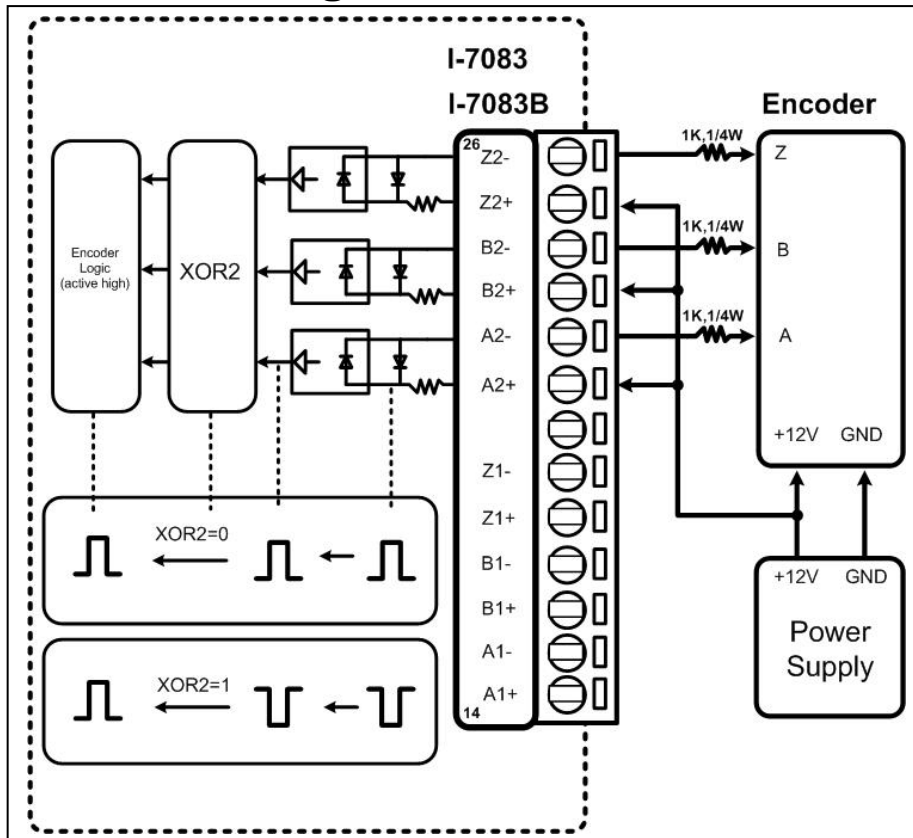 I-7083
I-7083B
Encoder
26
Z2-
Z2+
B2-
B2+
A2-
A2+
Z1-
Z1+
B1-
B1+
A1-
A1+
14
1K,1/4W
1K,1/4W
1K,1/4W
Z
B
A
+12V GND
+12V GND
Power
Supply
Encoder
Logic
(active high)
XOR2
XOR2=0
XOR2=1